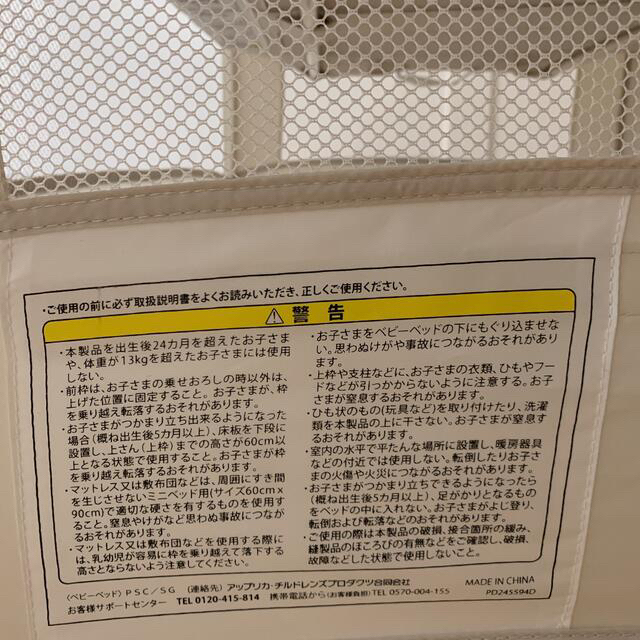 ・ご使用の前に必ず取扱説明書をよくお読みいただき、正しくご使用ください。
⚠ 警 告
・本製品を出生後24カ月を超えたお子さま
や、体重が13kgを超えたお子さまには使用
しない。
・前枠は、お子さまの乗せおろしの時以外は、
上げた位置に固定すること。お子さまが、枠
を乗り越え転落するおそれがあります。
・お子さまがつかまり立ち出来るようになった
場合(概ね出生後5カ月以上)、床板を下段に
設置し、上さん(上枠)までの高さが60cm以
上となる状態で使用すること。お子さまが枠
を乗り越え転落するおそれがあります。
・マットレス又は敷布団などは、周囲にすき間
を生じさせないミニベッド用(サイズ60cm×
90cm)で適切な硬さを有するものを使用す
ること。窒息やけがなど思わぬ事故につなが
るおそれがあります。
・マットレス又は敷布団などを使用する際に
は、乳幼児が容易に枠を乗り越えて落下する
高さとならないよう注意してください。
・お子さまをベビーベッドの下にもぐり込ませな
い。思わぬけがや事故につながるおそれがありま
す。
・上枠や支柱などに、お子さまの衣類、ひもやフー
ドなどが引っかからないように注意する。お子さ
まが窒息するおそれがあります。
・ひも状のもの(玩具など)を取り付けたり、洗濯
類を本製品の上に干さない。お子さまが窒息す
るおそれがあります。
・室内の水平で平たんな場所に設置し、暖房器具
などの付近では使用しない。転倒したりお子さ
まの火傷や火災につながるおそれがあります。
・お子さまがつかまり立ちできるようになったら
(概ね出生後5カ月以上)、足がかりとなるもの
をベッドの中に入れない。お子さまがよじ登り、
転倒および転落などのおそれがあります。
・ご使用の際は本製品の破損、接合箇所の緩み、
縫製品のほころびの有無などをご確認し、破損、
故障などした状態で使用しないこと。
〈ベビーベッド〉PSC/SG (連絡先) アップリカ・チルドレンズプロダクツ合同会社
お客様サポートセンター TEL 0120-415-814 携帯電話から(お客様負担) TEL 0570-004-155
MADE IN CHINA
PD245594D